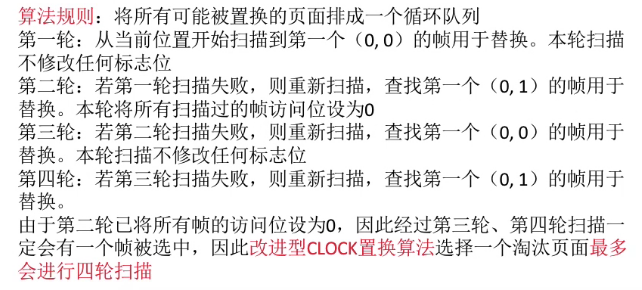 算法规则：将所有可能被置换的页面排成一个循环队列
第一轮：从当前位置开始扫描到第一个（0, 0）的帧用于替换。本轮扫描
不修改任何标志位
第二轮：若第一轮扫描失败，则重新扫描，查找第一个（0, 1）的帧用于
替换。本轮将所有扫描过的帧访问位设为0
第三轮：若第二轮扫描失败，则重新扫描，查找第一个（0, 0）的帧用于
替换。本轮扫描不修改任何标志位
第四轮：若第三轮扫描失败，则重新扫描，查找第一个（0, 1）的帧用于
替换。
由于第二轮已将所有帧的访问位设为0，因此经过第三轮、第四轮扫描一
定会有一个帧被选中，因此改进型CLOCK置换算法选择一个淘汰页面最多
会进行四轮扫描